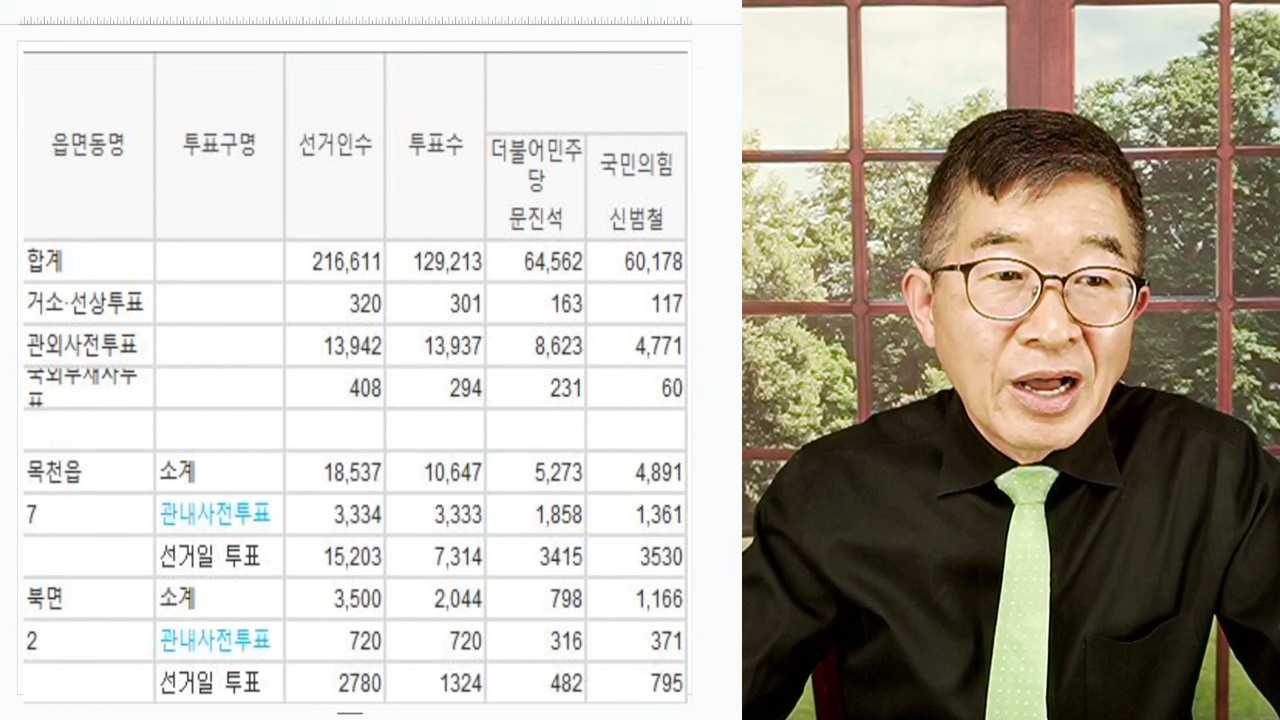 읍면동명 투표구명 선거인수 투표수 더불어민주
당 국민의힘
문진석 신범철
합계 216,611 129,213 64,562 60,178
거소·선상투표 320 301 163 117
관외사전투표 13,942 13,937 8,623 4,771
국외부재자투
표 408 294 231 60
목천읍 소계 18,537 10,647 5,273 4,891
7 관내사전투표 3,334 3,333 1,858 1,361
선거일 투표 15,203 7,314 3415 3530
북면 소계 3,500 2,044 798 1,166
2 관내사전투표 720 720 316 371
선거일 투표 2780 1324 482 795